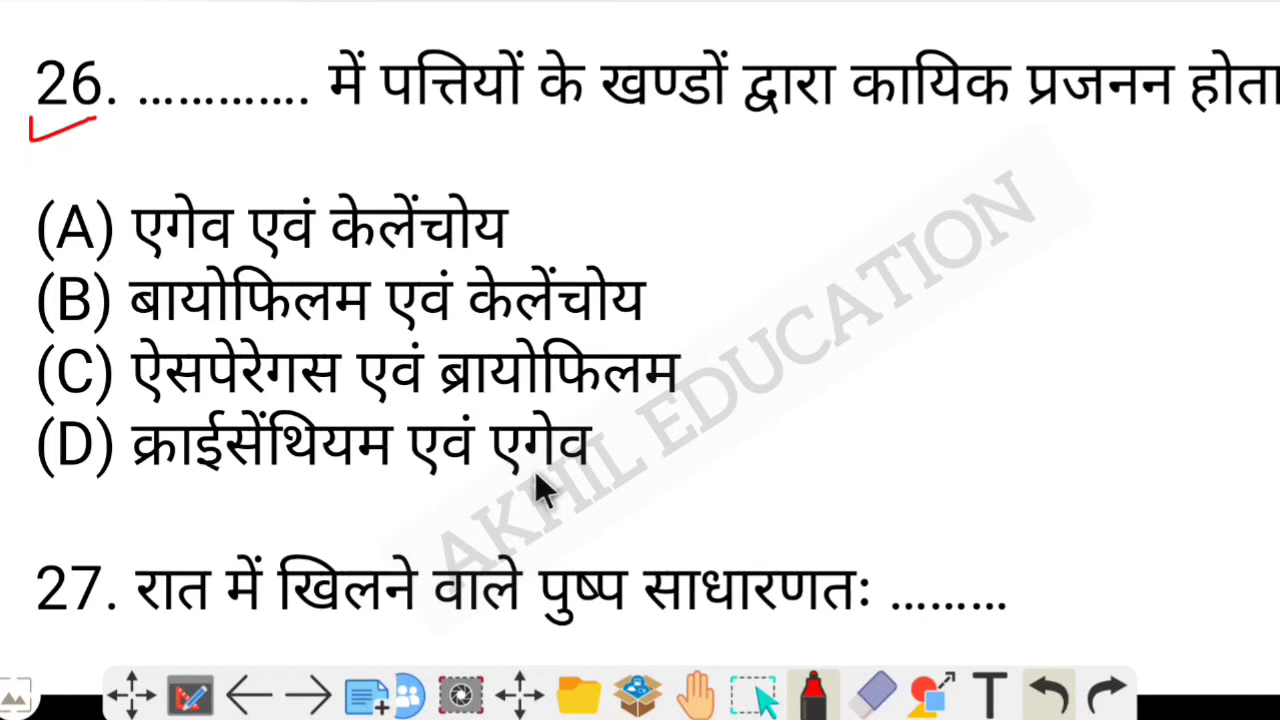 26. ............. में पत्तियों के खण्डों द्वारा कायिक प्रजनन होता
(A) एगेव एवं केलेंचोय
(B) बायोफिलम एवं केलेंचोय
(C) ऐसपेरेगस एवं ब्रायोफिलम
(D) क्राईसेंथियम एवं एगेव
AKHIL EDUCATION
27. रात में खिलने वाले पुष्प साधारणतः .........
T